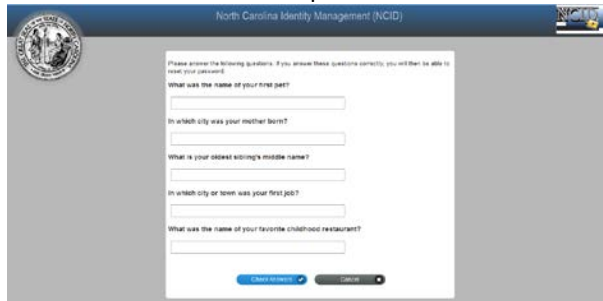 North Carolina Identity Management (NCID)
NCID
Please answer the following questions. If you answer these questions correctly, you will then be able to
reset your password.
What was the name of your first pet?
In which city was your mother born?
What is your oldest sibling's middle name?
In which city or town was your first job?
What was the name of your favorite childhood restaurant?
Check Answers
Cancel